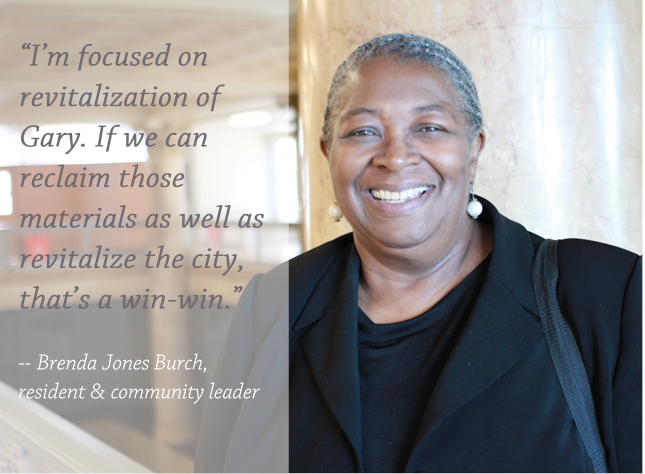 “I’m focused on
revitalization of
Gary. If we can
reclaim those
materials as well as
revitalize the city,
that’s a win-win.”
-- Brenda Jones Burch,
resident & community leader